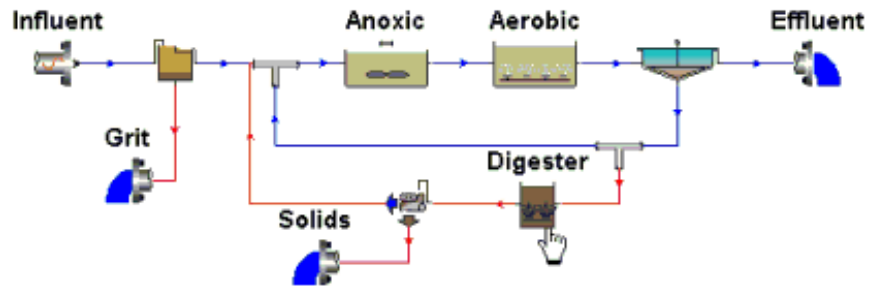 Influent
Anoxic
Aerobic
Effluent
Grit
Digester
Solids